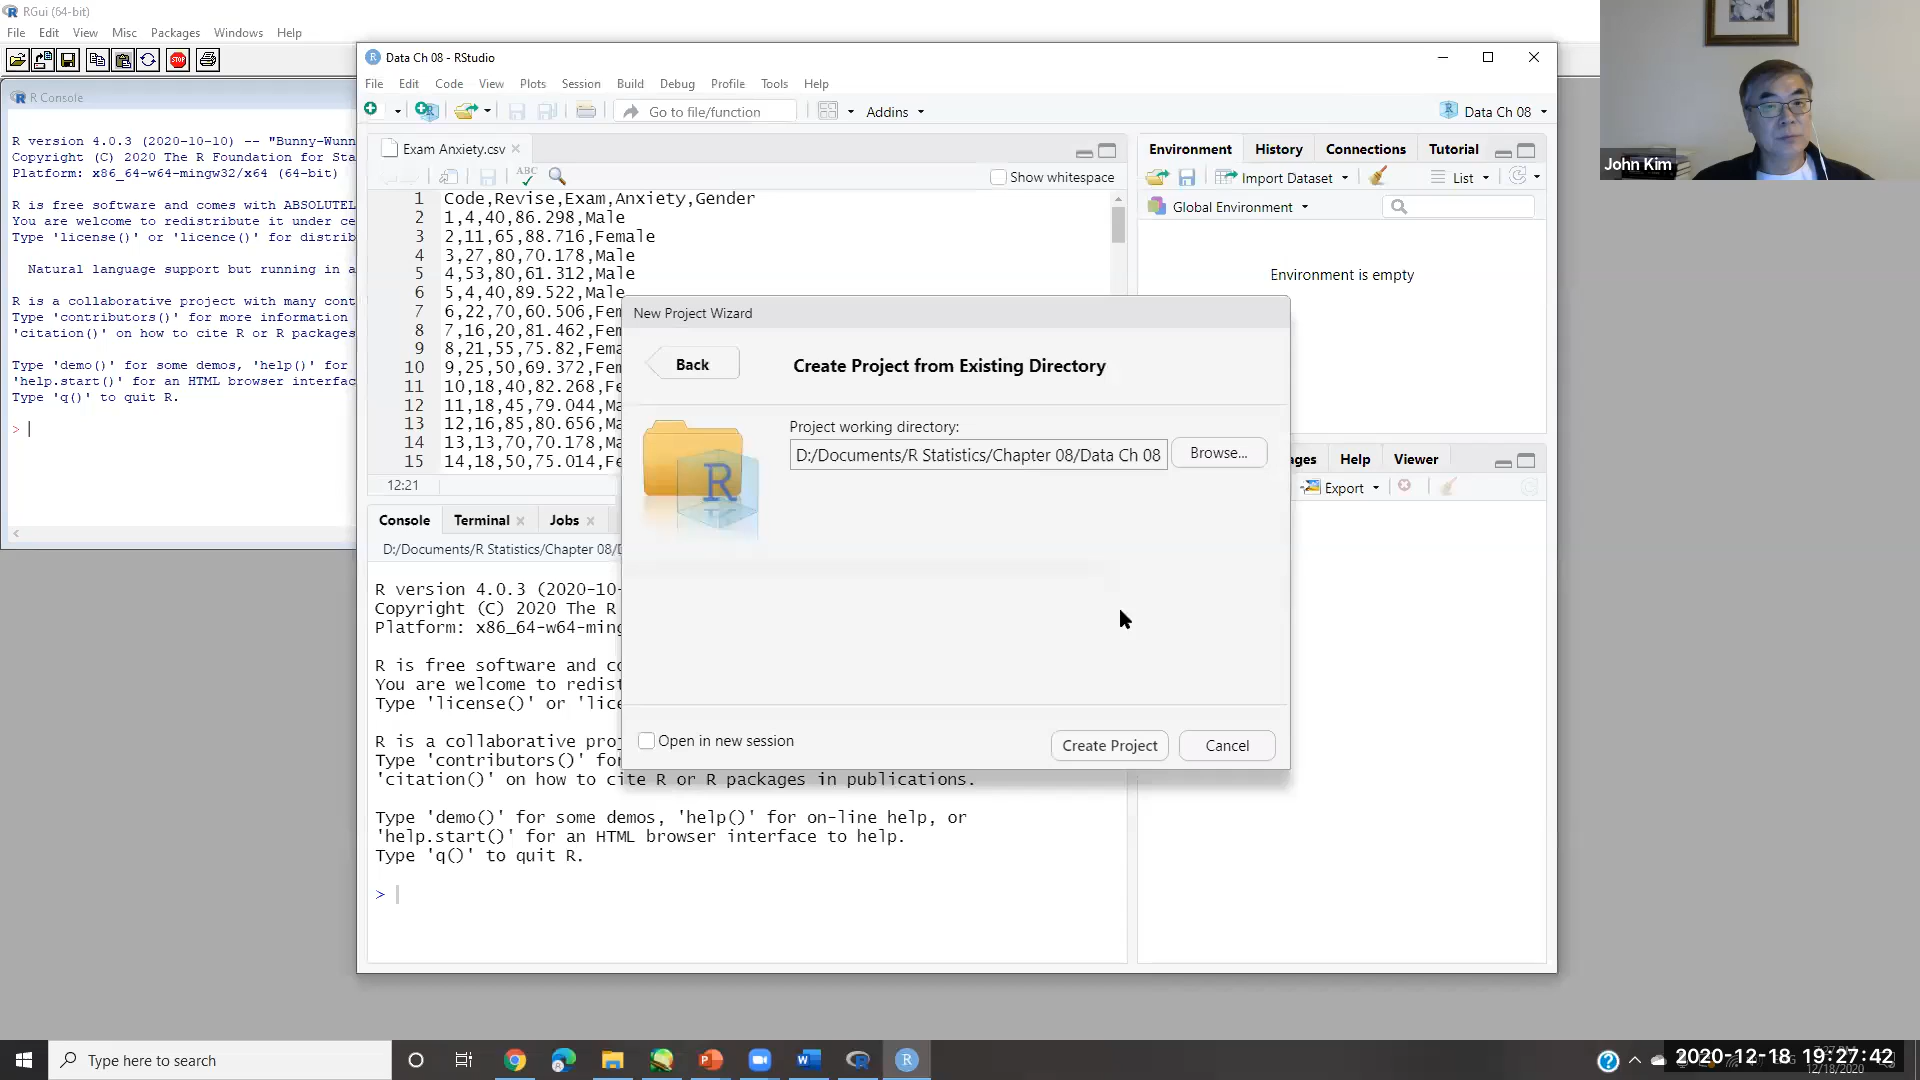 RGui (64-bit)
File Edit View Misc Packages Windows Help
STOP
R Console
R version 4.0.3 (2020-10-10) -- "Bunny-Wunn
Copyright (C) 2020 The R Foundation for Sta
Platform: x86_64-w64-mingw32/x64 (64-bit)
R is free software and comes with ABSOLUTEL
You are welcome to redistribute it under ce
Type 'license()' or 'licence()' for distrib
Natural language support but running in a
R is a collaborative project with many cont
Type 'contributors()' for more information
'citation()' on how to cite R or R packages
Type 'demo()' for some demos, 'help()' for
'help.start()' for an HTML browser interfac
Type 'q()' to quit R.
>
Data Ch 08 - RStudio
File Edit Code View Plots Session Build Debug Profile Tools Help
Go to file/function Addins Data Ch 08
Exam Anxiety.csv
ABC Show whitespace
1 Code,Revise,Exam,Anxiety,Gender
2 1,4,40,86.298,Male
3 2,11,65,88.716,Female
4 3,27,80,70.178,Male
5 4,53,80,61.312,Male
6 5,4,40,89.522,Male
7 6,22,70,60.506,Fem
8 7,16,20,81.462,Fem
9 8,21,55,75.82,Fema
10 9,25,50,69.372,Fem
11 10,18,40,82.268,Fe
12 11,18,45,79.044,Ma
13 12,16,85,80.656,Ma
14 13,13,70,70.178,Ma
15 14,18,50,75.014,Fe
12:21
Console Terminal Jobs
D:/Documents/R Statistics/Chapter 08/D
R version 4.0.3 (2020-10-
Copyright (C) 2020 The R
Platform: x86_64-w64-ming
R is free software and co
You are welcome to redist
Type 'license()' or 'lice
R is a collaborative proj
Type 'contributors()' for
'citation()' on how to cite R or R packages in publications.
Type 'demo()' for some demos, 'help()' for on-line help, or
'help.start()' for an HTML browser interface to help.
Type 'q()' to quit R.
>
Environment History Connections Tutorial
Import Dataset List
Global Environment
Environment is empty
ages Help Viewer
Export
New Project Wizard
Back
Create Project from Existing Directory
Project working directory:
D:/Documents/R Statistics/Chapter 08/Data Ch 08 Browse...
R
Open in new session
Create Project Cancel
John Kim
Type here to search
2020-12-18 19:27:42
12/18/2020